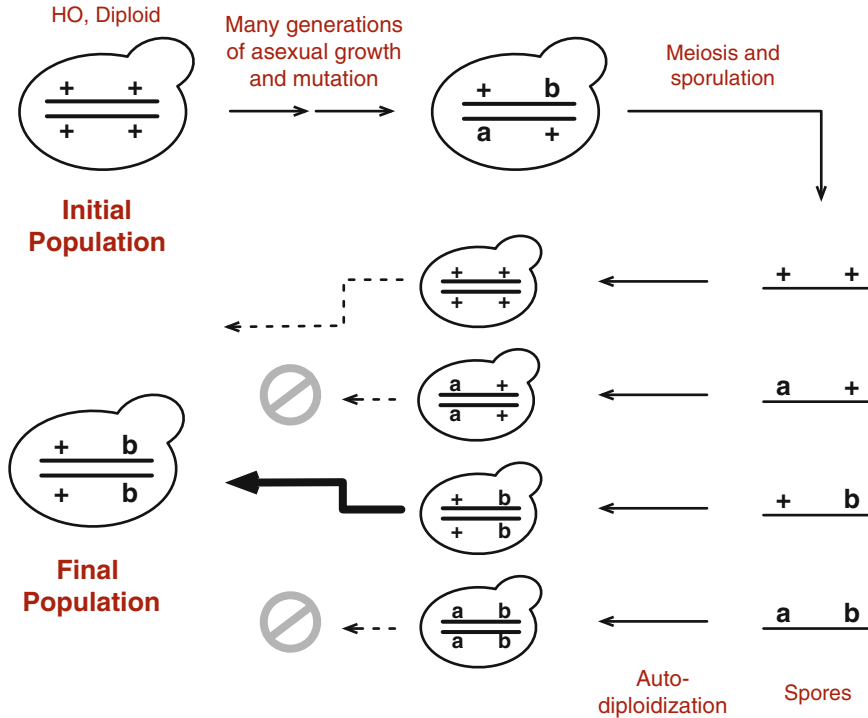 HO, Diploid
+ +
+ +
Initial
Population
Many generations
of asexual growth
and mutation
+ b
a +
Meiosis and
sporulation
+ +
+ +
+ +
a +
a +
a +
+ b
+ b
+ b
a b
a b
a b
+ b
+ b
Final
Population
Auto-
diploidization
Spores